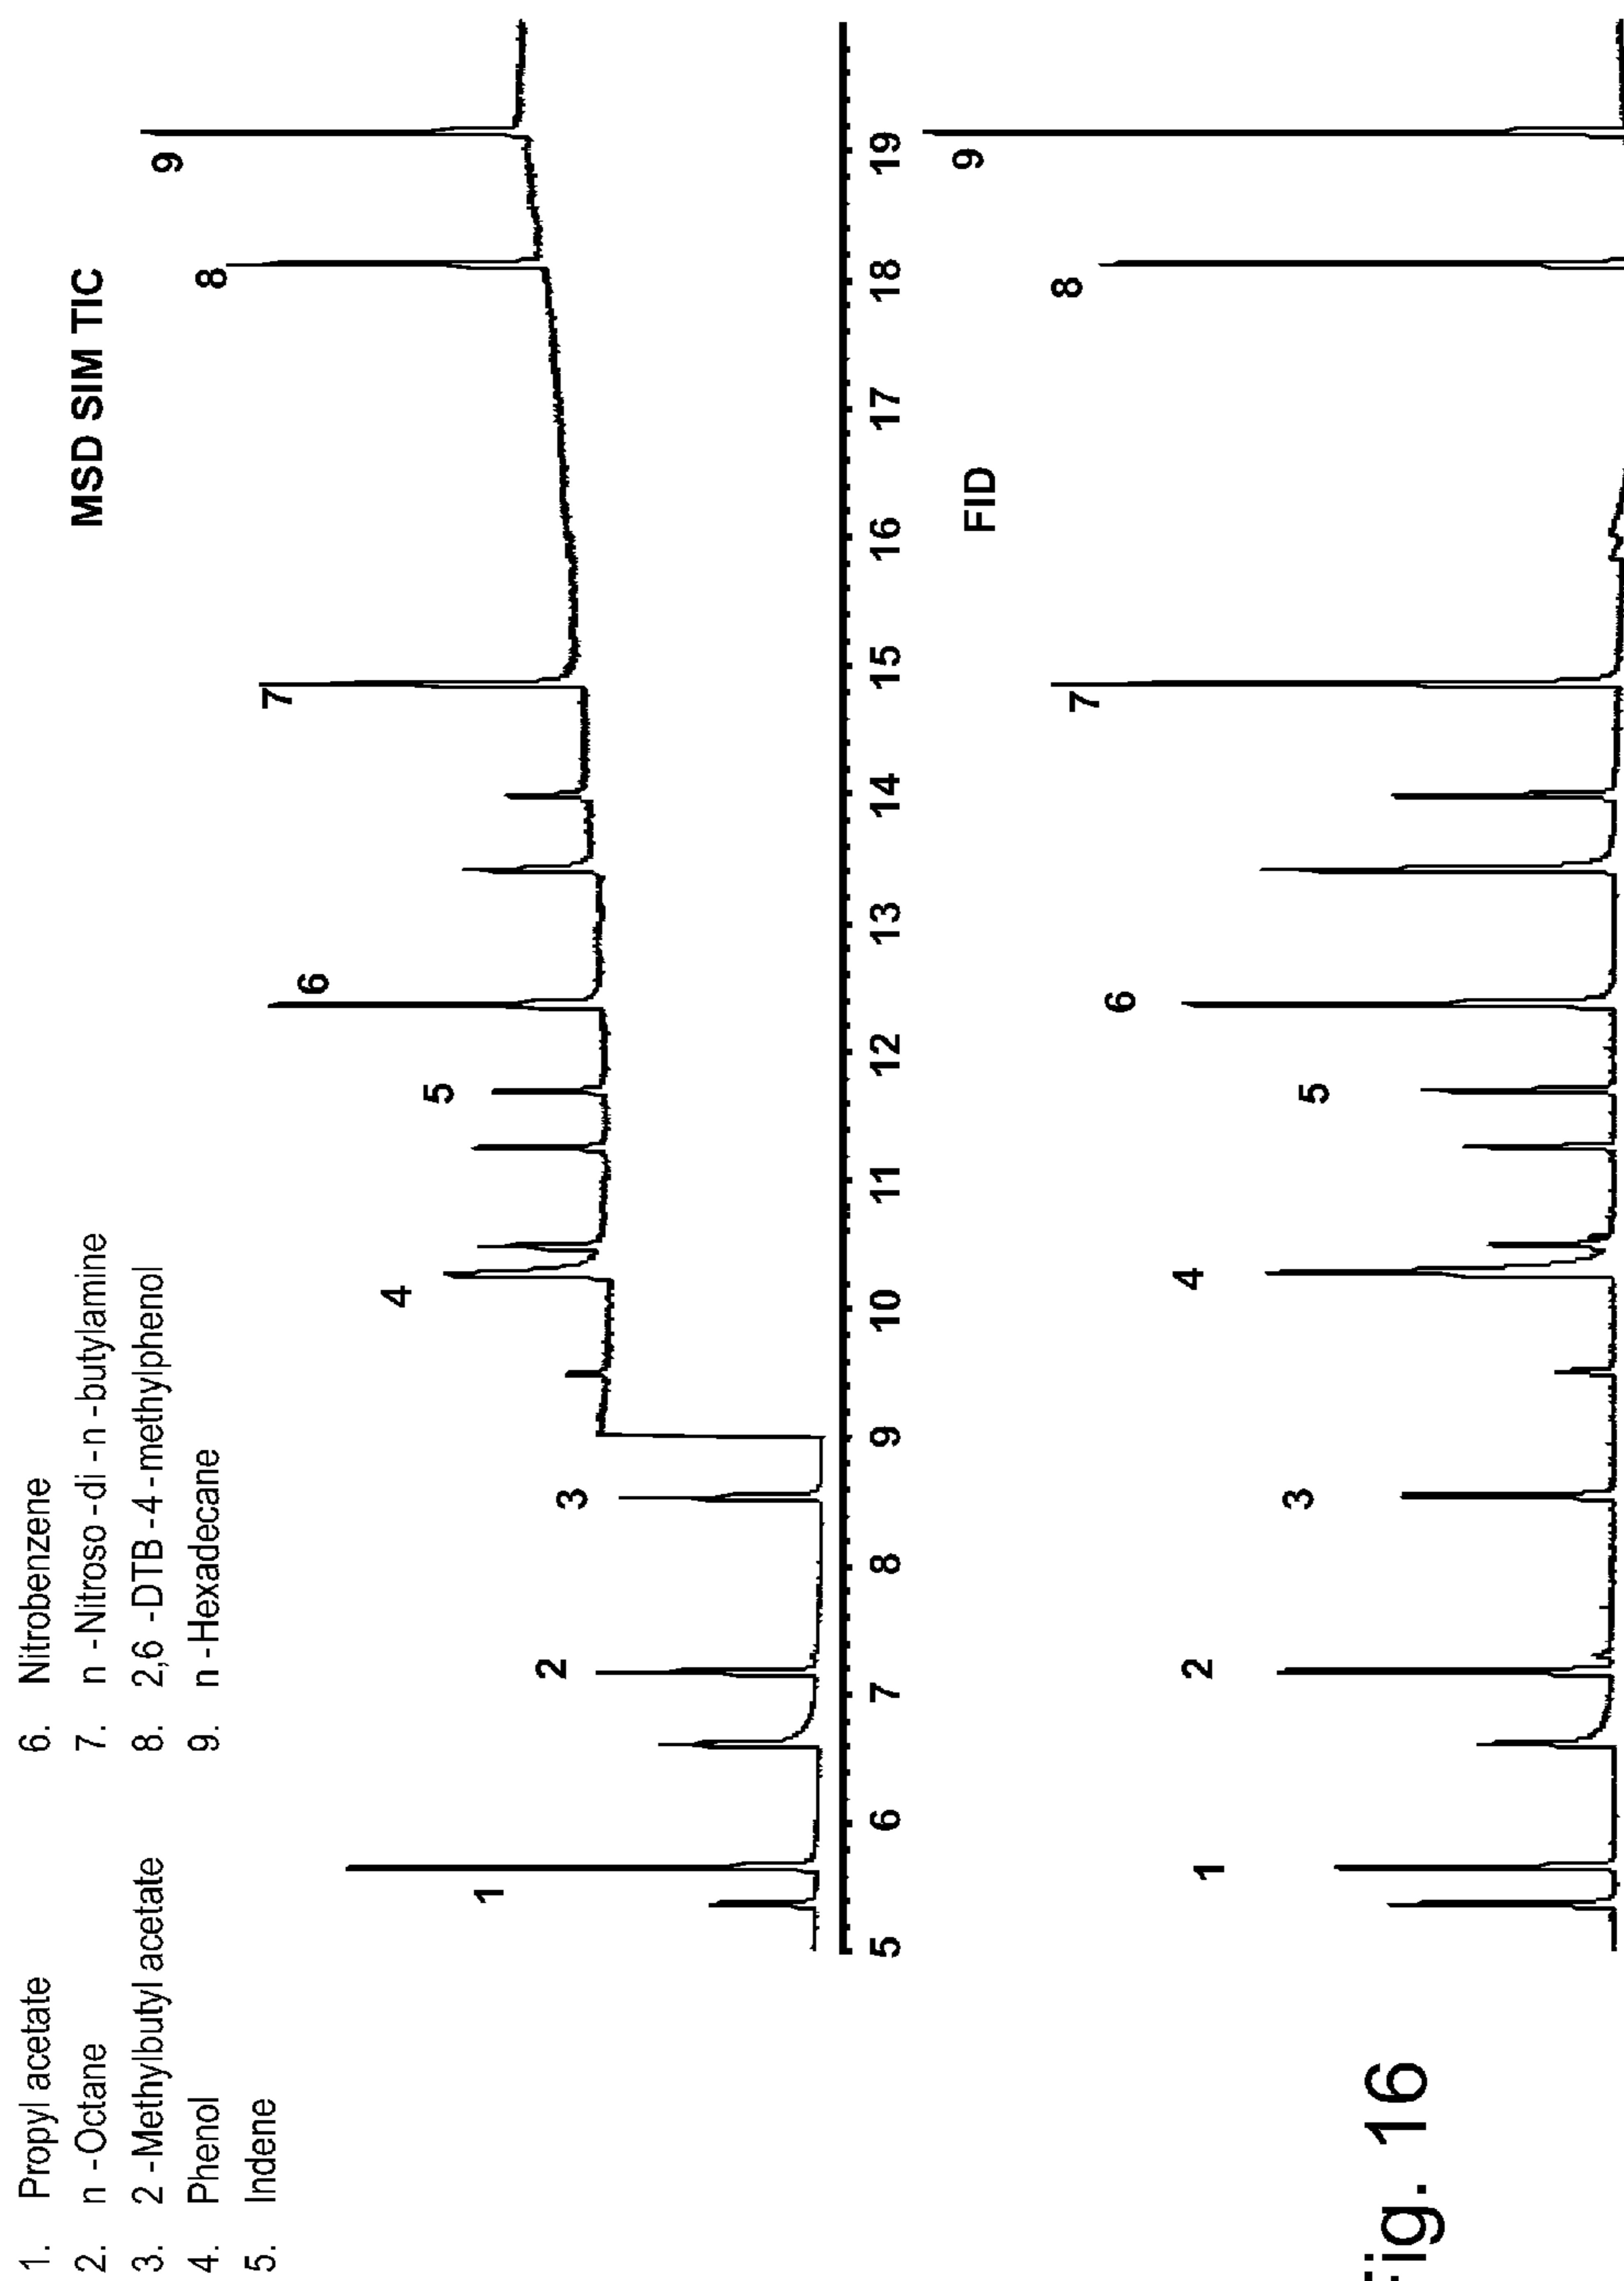 1. Propyl acetate
2. n -Octane
3. 2 -Methylbutyl acetate
4. Phenol
5. Indene
6. Nitrobenzene
7. n -Nitroso -di -n -butylamine
8. 2,6 -DTB -4 -methylphenol
9. n -Hexadecane
MSD SIM TIC
1 2 3 4 5 6 7 8 9
5 6 7 8 9 10 11 12 13 14 15 16 17 18 19
FID
1 2 3 4 5 6 7 8 9
Fig. 16